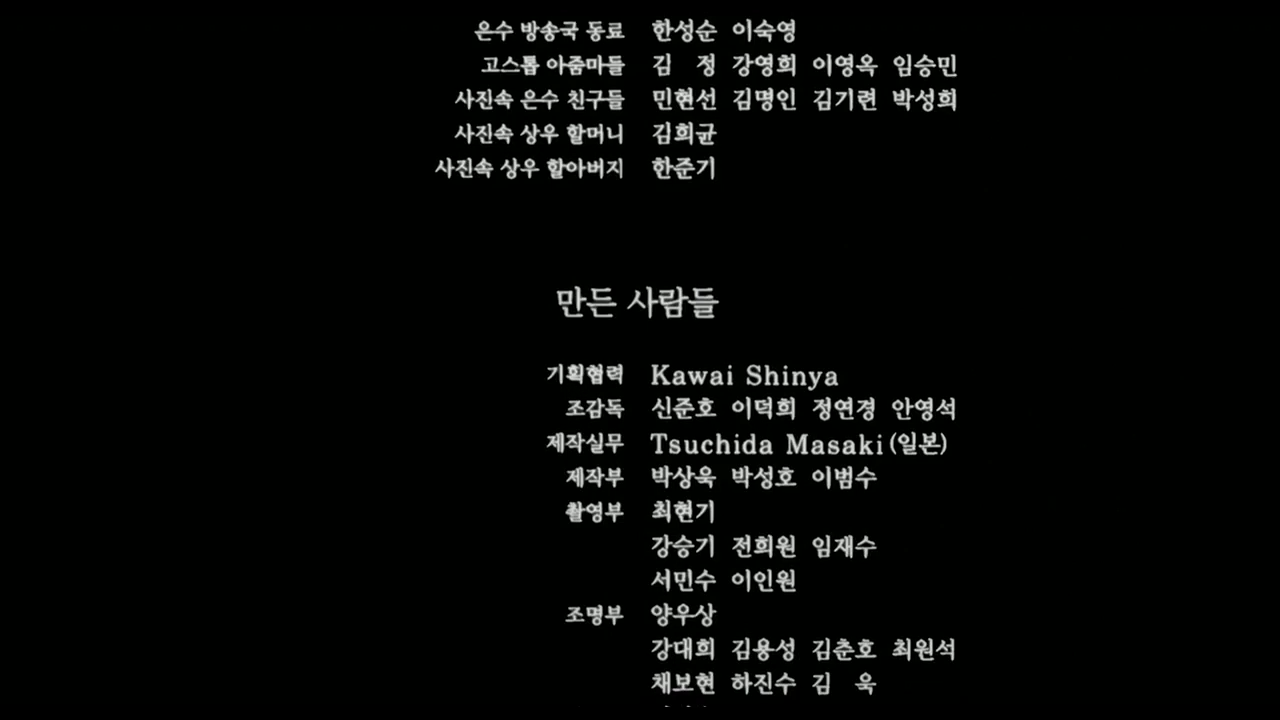 은수 방송국 동료 한성순 이숙영
고스톱 아줌마들 김 정 강영희 이영옥 임승민
사진속 은수 친구들 민현선 김명인 김기련 박성희
사진속 상우 할머니 김희균
사진속 상우 할아버지 한준기
만든 사람들
기획협력 Kawai Shinya
조감독 신준호 이덕희 정연경 안영석
제작실무 Tsuchida Masaki (일본)
제작부 박상욱 박성호 이범수
촬영부 최현기
강승기 전희원 임재수
서민수 이인원
조명부 양우상
강대희 김용성 김춘호 최원석
채보현 하진수 김 욱